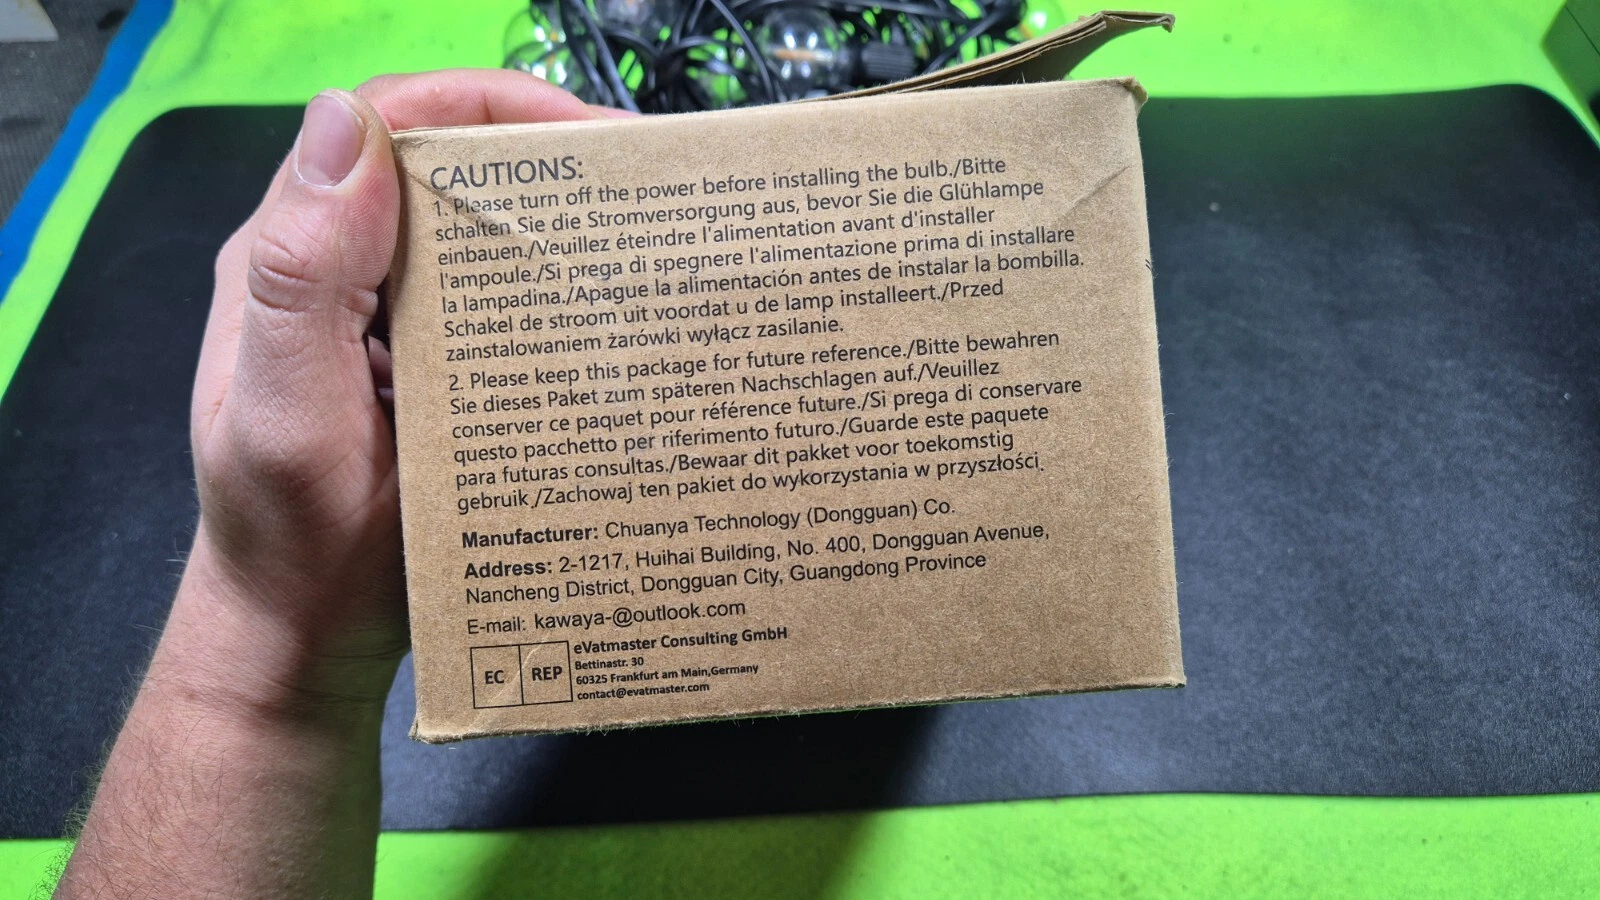 CAUTIONS:
1. Please turn off the power before installing the bulb./Bitte
schalten Sie die Stromversorgung aus, bevor Sie die Glühlampe
einbauen./Veuillez éteindre l'alimentation avant d'installer
l'ampoule./Si prega di spegnere l'alimentazione prima di installare
la lampadina./Apague la alimentación antes de instalar la bombilla.
Schakel de stroom uit voordat u de lamp installeert./Przed
zainstalowaniem żarówki wyłącz zasilanie.
2. Please keep this package for future reference./Bitte bewahren
Sie dieses Paket zum späteren Nachschlagen auf./Veuillez
conserver ce paquet pour référence future./Si prega di conservare
questo pacchetto per riferimento futuro./Guarde este paquete
para futuras consultas./Bewaar dit pakket voor toekomstig
gebruik./Zachowaj ten pakiet do wykorzystania w przyszłości.
Manufacturer: Chuanya Technology (Dongguan) Co.
Address: 2-1217, Huihai Building, No. 400, Dongguan Avenue,
Nancheng District, Dongguan City, Guangdong Province
E-mail: kawaya-@outlook.com
EC REP
eVatmaster Consulting GmbH
Bettinastr. 30
60325 Frankfurt am Main,Germany
contact@evatmaster.com